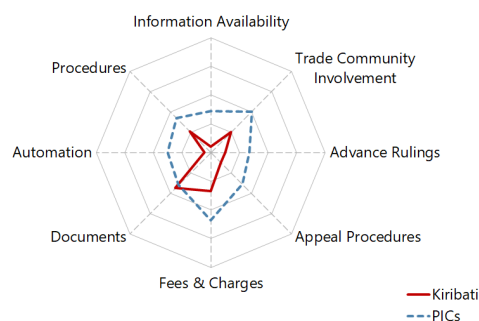 Information Availability
Trade Community
Involvement
Procedures
Automation
Advance Rulings
Documents
Appeal Procedures
Fees & Charges
Kiribati
PICs